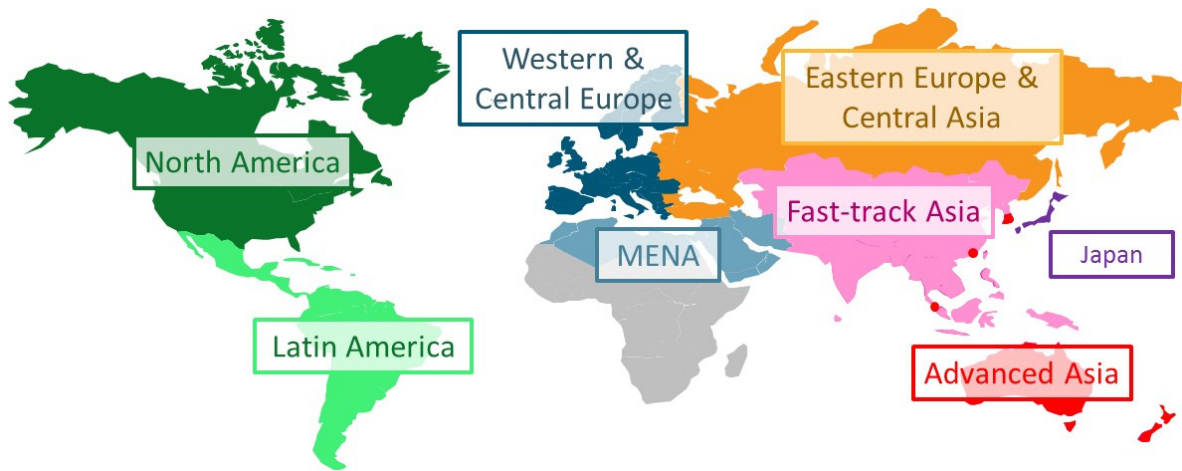 Western &
Central Europe
Eastern Europe &
Central Asia
North America
Fast-track Asia
MENA
Japan
Latin America
Advanced Asia